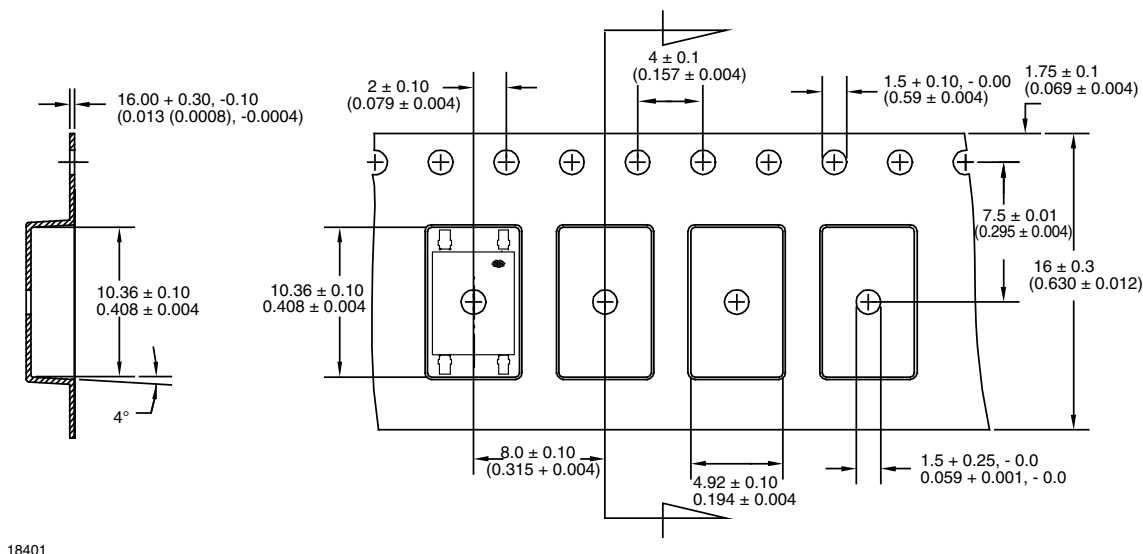 16.00 + 0.30, -0.10
(0.013 (0.0008), -0.0004)
2 ± 0.10
(0.079 ± 0.004)
4 ± 0.1
(0.157 ± 0.004)
1.5 + 0.10, - 0.00
(0.59 ± 0.004)
1.75 ± 0.1
(0.069 ± 0.004)
7.5 ± 0.01
(0.295 ± 0.004)
16 ± 0.3
(0.630 ± 0.012)
10.36 ± 0.10
0.408 ± 0.004
10.36 ± 0.10
0.408 ± 0.004
4°
8.0 ± 0.10
(0.315 + 0.004)
4.92 ± 0.10
0.194 ± 0.004
1.5 + 0.25, - 0.0
0.059 + 0.001, - 0.0
18401